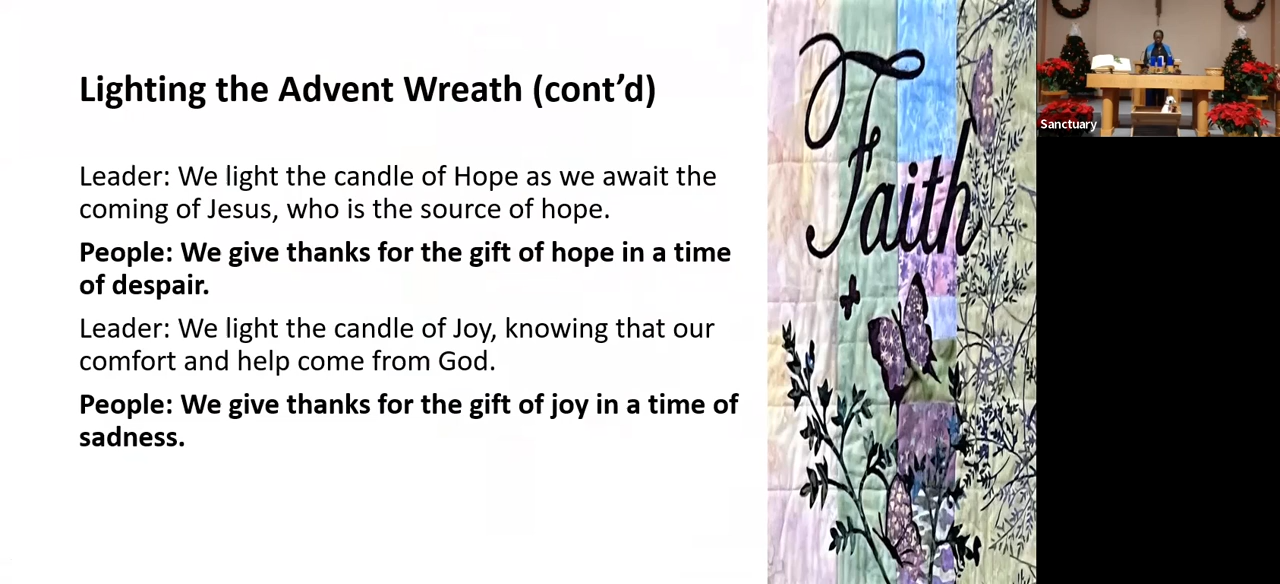 Lighting the Advent Wreath (cont’d)
Leader: We light the candle of Hope as we await the
coming of Jesus, who is the source of hope.
People: We give thanks for the gift of hope in a time
of despair.
Leader: We light the candle of Joy, knowing that our
comfort and help come from God.
People: We give thanks for the gift of joy in a time of
sadness.
Faith
Sanctuary